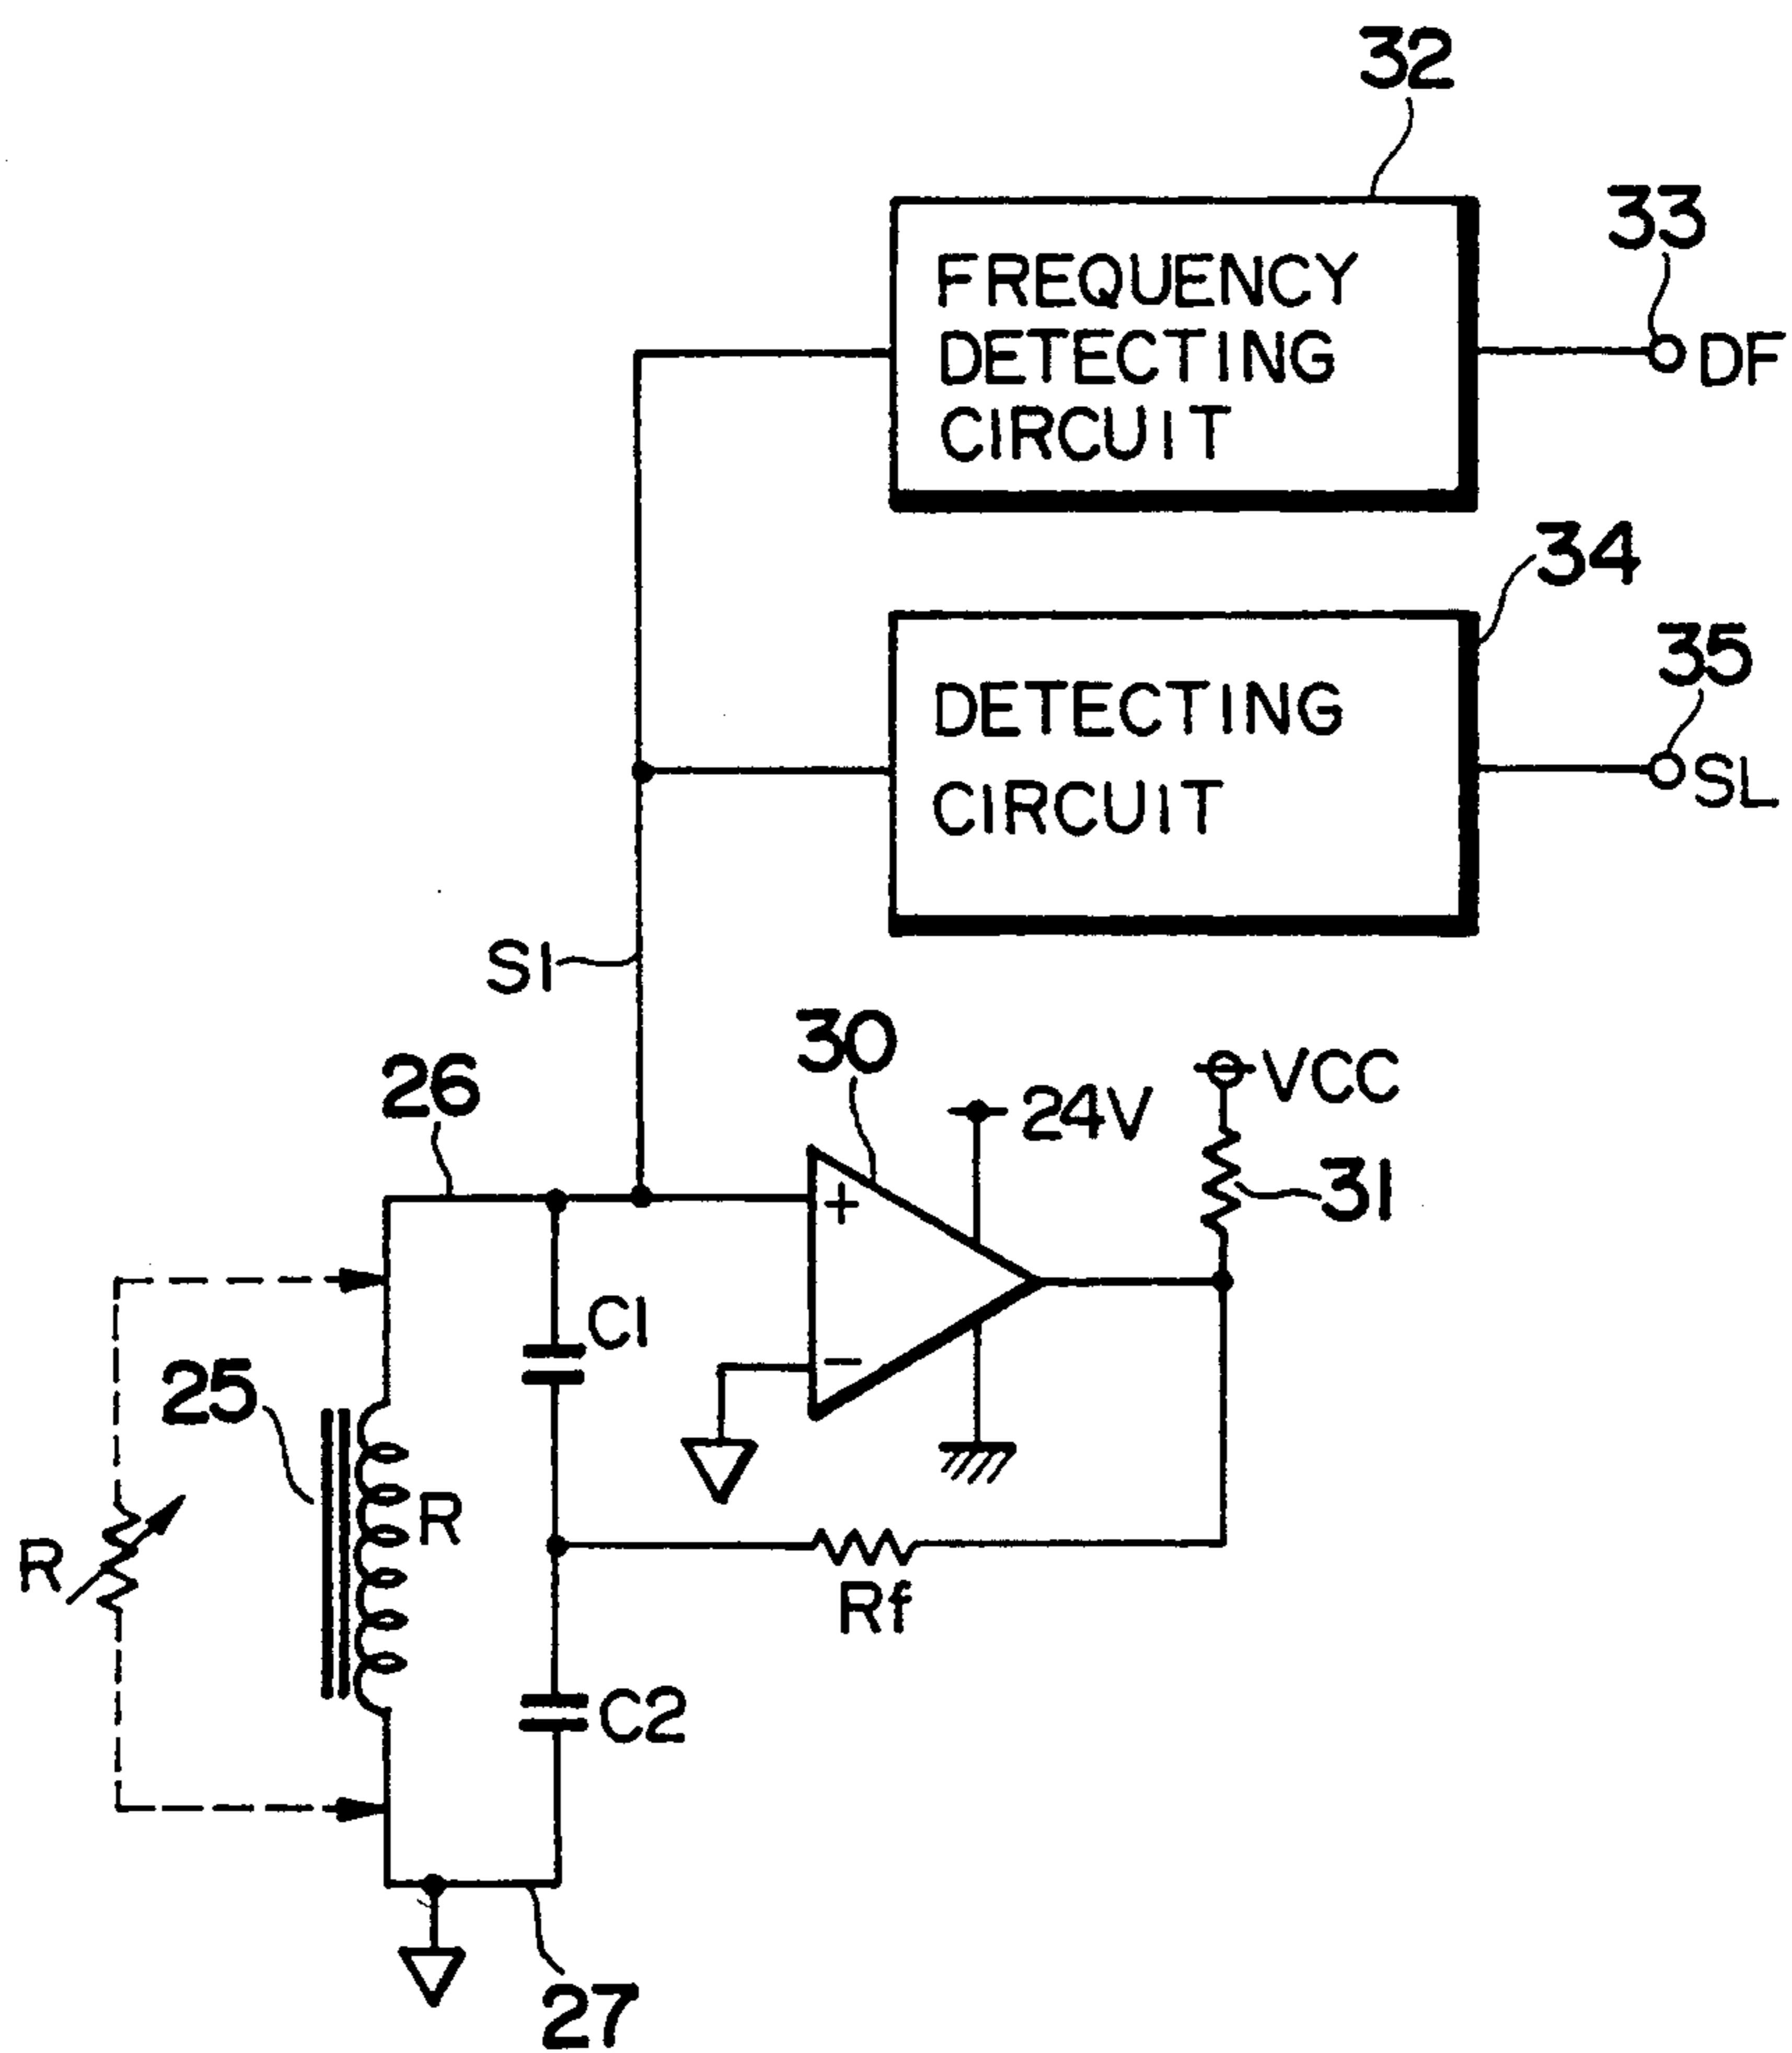 32
33
FREQUENCY
DETECTING
CIRCUIT
DF
34
35
DETECTING
CIRCUIT
SL
S1
30
26
VCC
24V
31
+
C1
−
25
R
R
Rf
C2
27